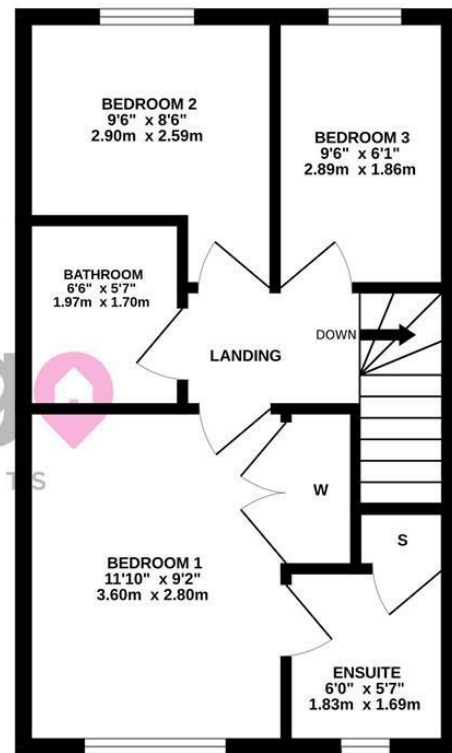 BEDROOM 2
9'6" x 8'6"
2.90m x 2.59m
BEDROOM 3
9'6" x 6'1"
2.89m x 1.86m
BATHROOM
6'6" x 5'7"
1.97m x 1.70m
DOWN
LANDING
g
TS
W
BEDROOM 1
11'10" x 9'2"
3.60m x 2.80m
S
ENSUITE
6'0" x 5'7"
1.83m x 1.69m